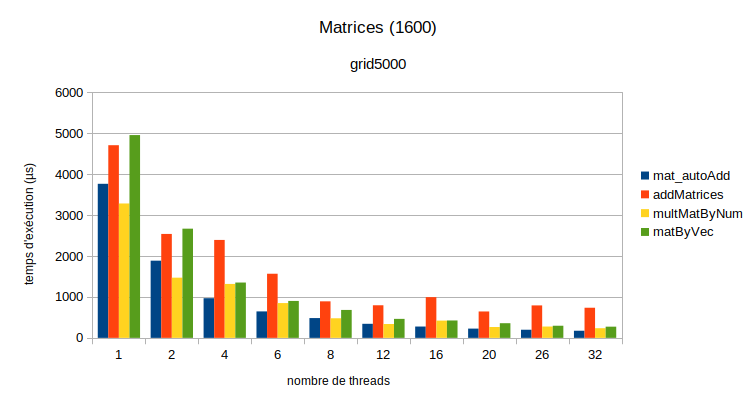 Matrices (1600)
grid5000
temps d'exécution (µs)
6000
5000
4000
3000
2000
1000
0
1 2 4 6 8 12 16 20 26 32
nombre de threads
mat_autoAdd
addMatrices
multMatByNum
matByVec